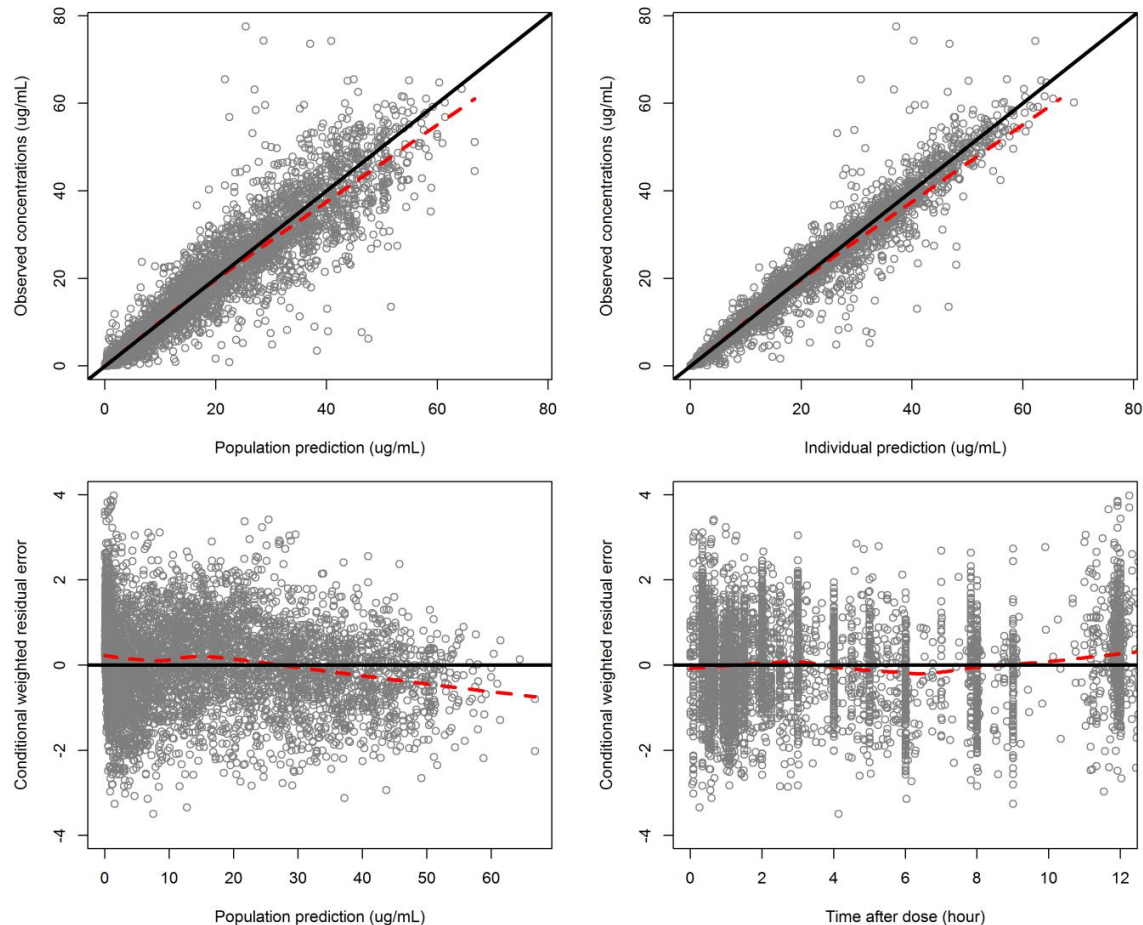 Observed concentrations (ug/mL)
80
60
40
20
0
0 20 40 60 80
Population prediction (ug/mL)
Observed concentrations (ug/mL)
80
60
40
20
0
0 20 40 60 80
Individual prediction (ug/mL)
Conditional weighted residual error
4
2
0
-2
-4
0 10 20 30 40 50 60
Population prediction (ug/mL)
Conditional weighted residual error
4
2
0
-2
-4
0 2 4 6 8 10 12
Time after dose (hour)